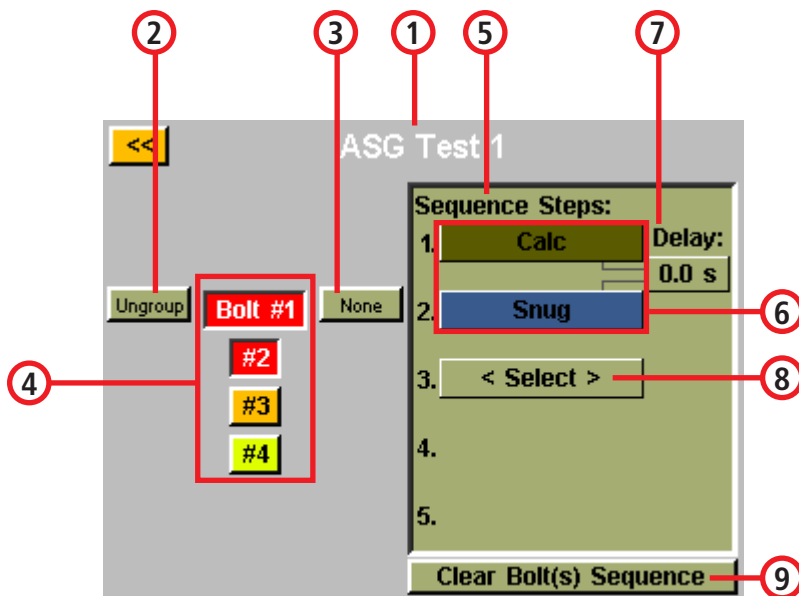 2 3 1 5 7
<< ASG Test 1
Sequence Steps:
1. Calc Delay:
0.0 s
Ungroup Bolt #1 None 2. Snug 6
#2
4 3. < Select > 8
#3
#4 4.
5.
Clear Bolt(s) Sequence 9